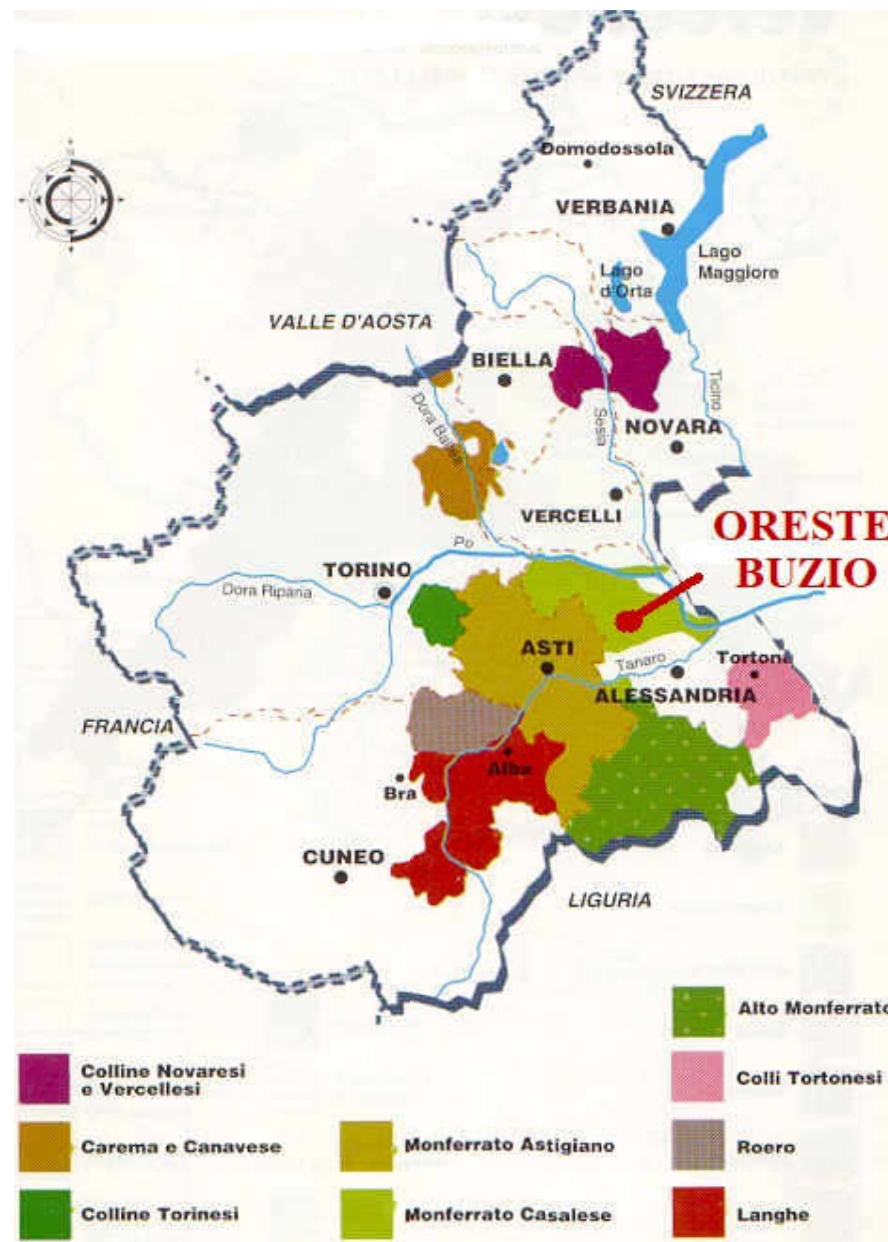 SVIZZERA
Domodossola
VERBANIA
Lago
Maggiore
Lago
d'Orta
VALLE D'AOSTA
BIELLA
Dora Baltea
Sesia
Ticino
NOVARA
VERCELLI
ORESTE
BUZIO
Po
TORINO
Dora Riparia
ASTI
Tanaro
Tortona
ALESSANDRIA
FRANCIA
Alba
Bra
CUNEO
LIGURIA
Alto Monferrato
Colline Novaresi
e Vercellesi
Colli Tortonesi
Carema e Canavese
Monferrato Astigiano
Roero
Colline Torinesi
Monferrato Casalese
Langhe